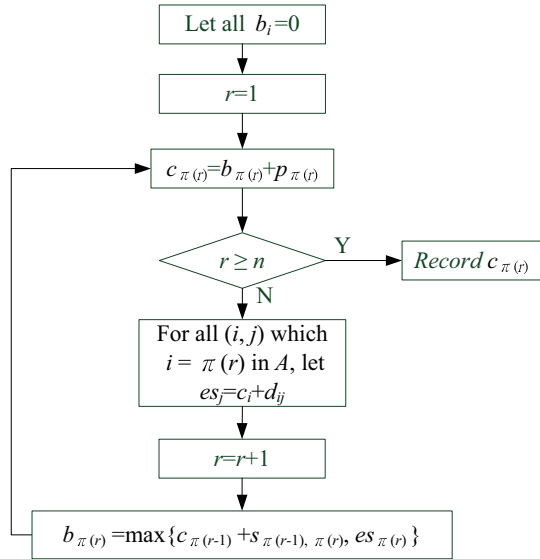 Let all b_i=0
r=1
c_π(r)=b_π(r)+p_π(r)
r ≥ n
Y
Record c_π(r)
N
For all (i, j) which
i = π(r) in A, let
es_j=c_i+d_ij
r=r+1
b_π(r) =max{c_π(r-1) +s_π(r-1), π(r), es_π(r) }